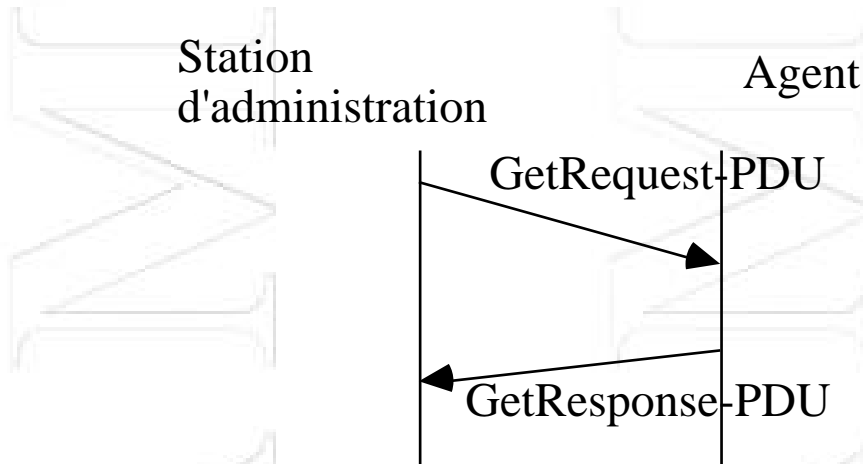 Station
d'administration
Agent
GetRequest-PDU
GetResponse-PDU